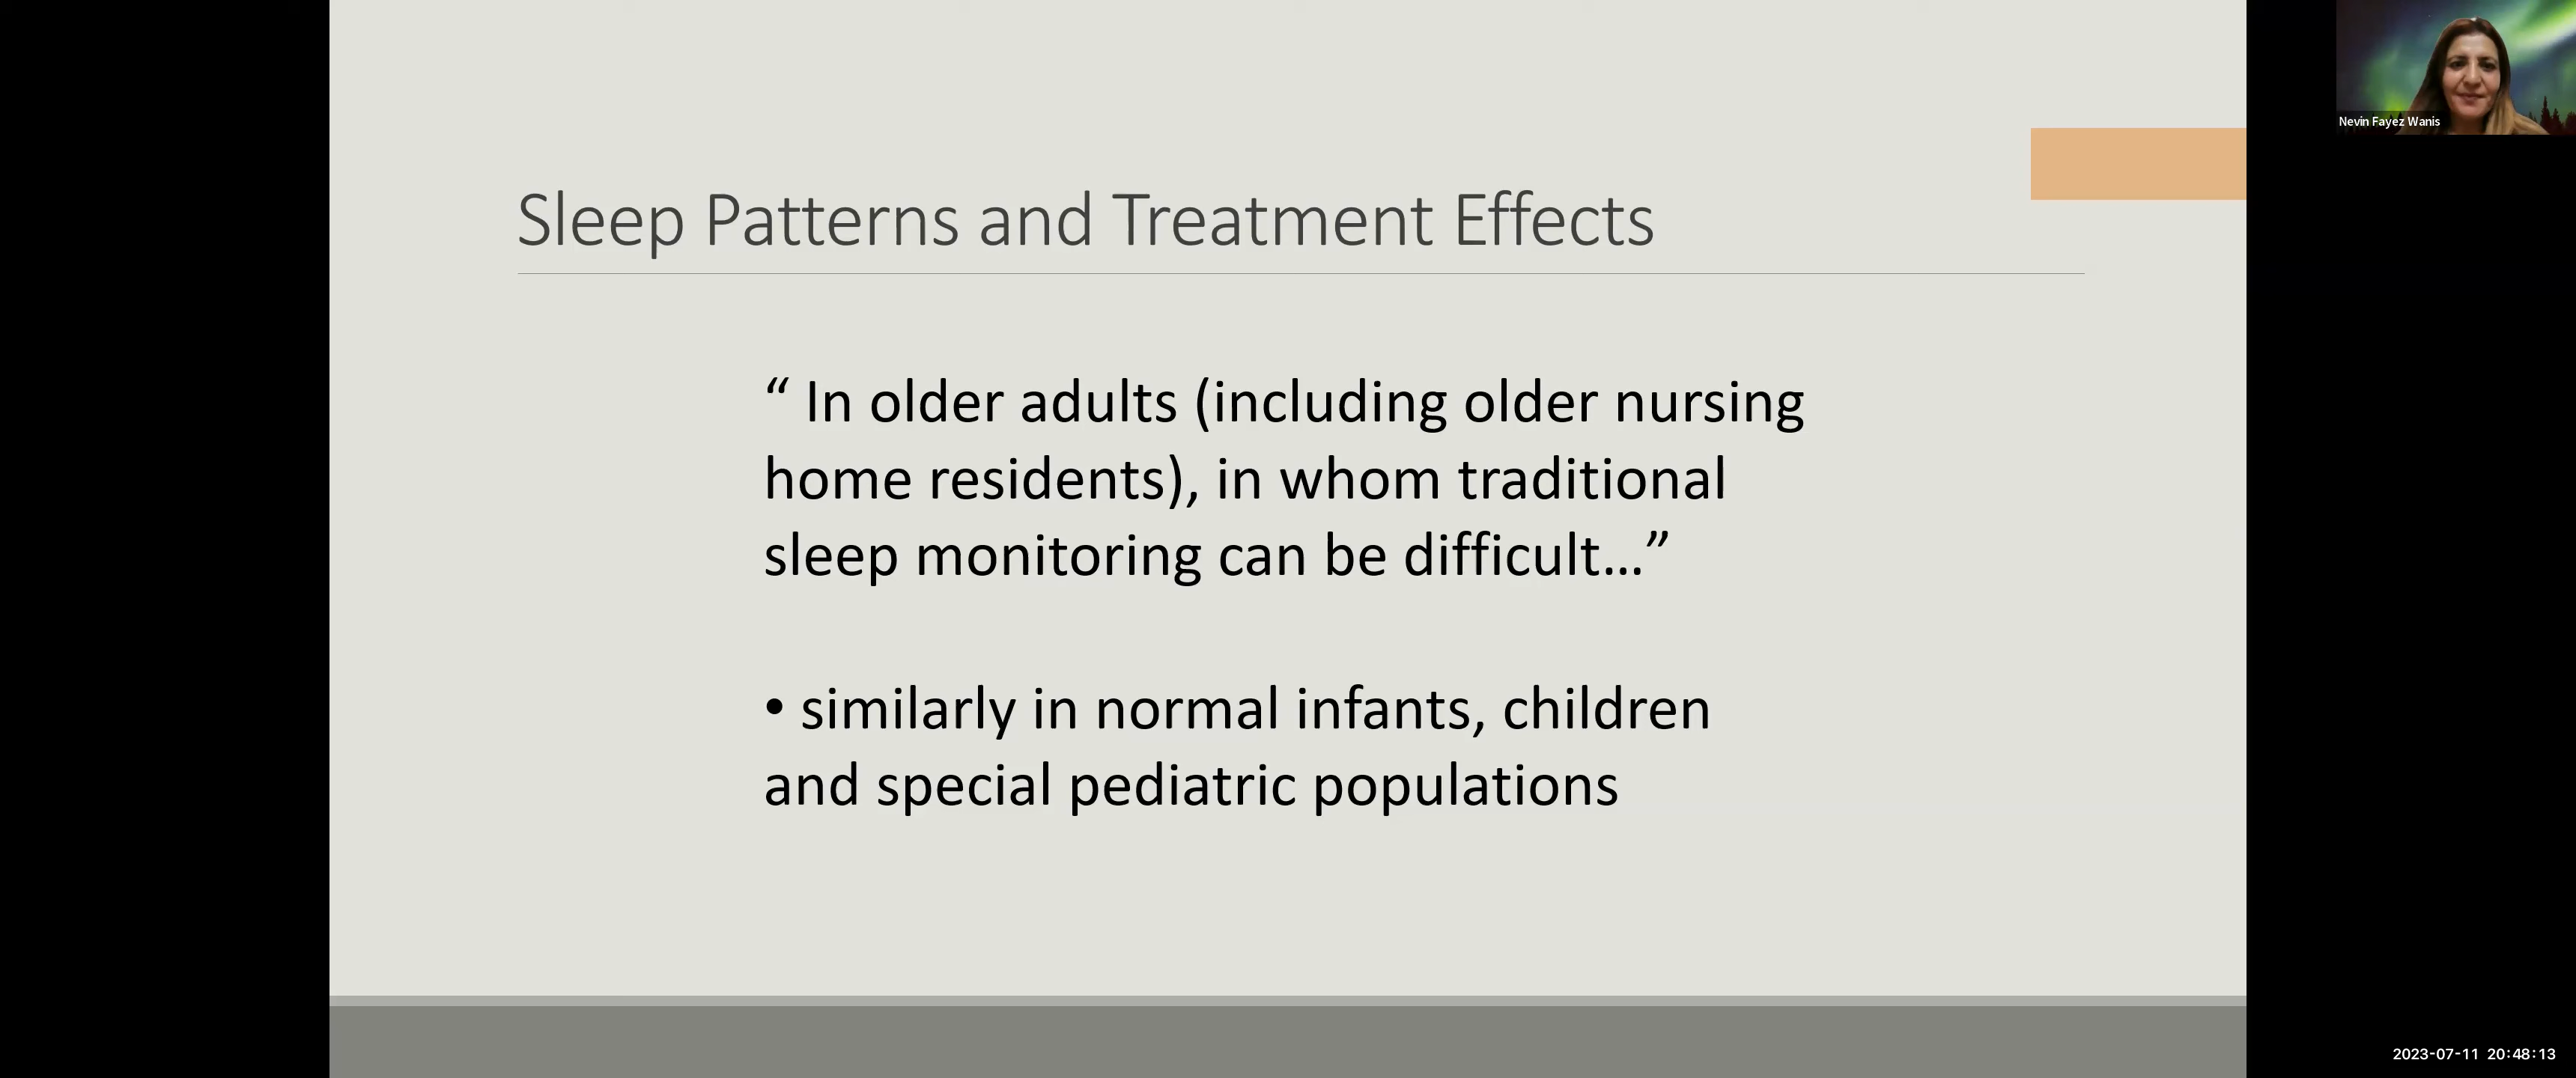 Nevin Fayez Wanis
Sleep Patterns and Treatment Effects
“ In older adults (including older nursing
home residents), in whom traditional
sleep monitoring can be difficult...”
• similarly in normal infants, children
and special pediatric populations
2023-07-11 20:48:13